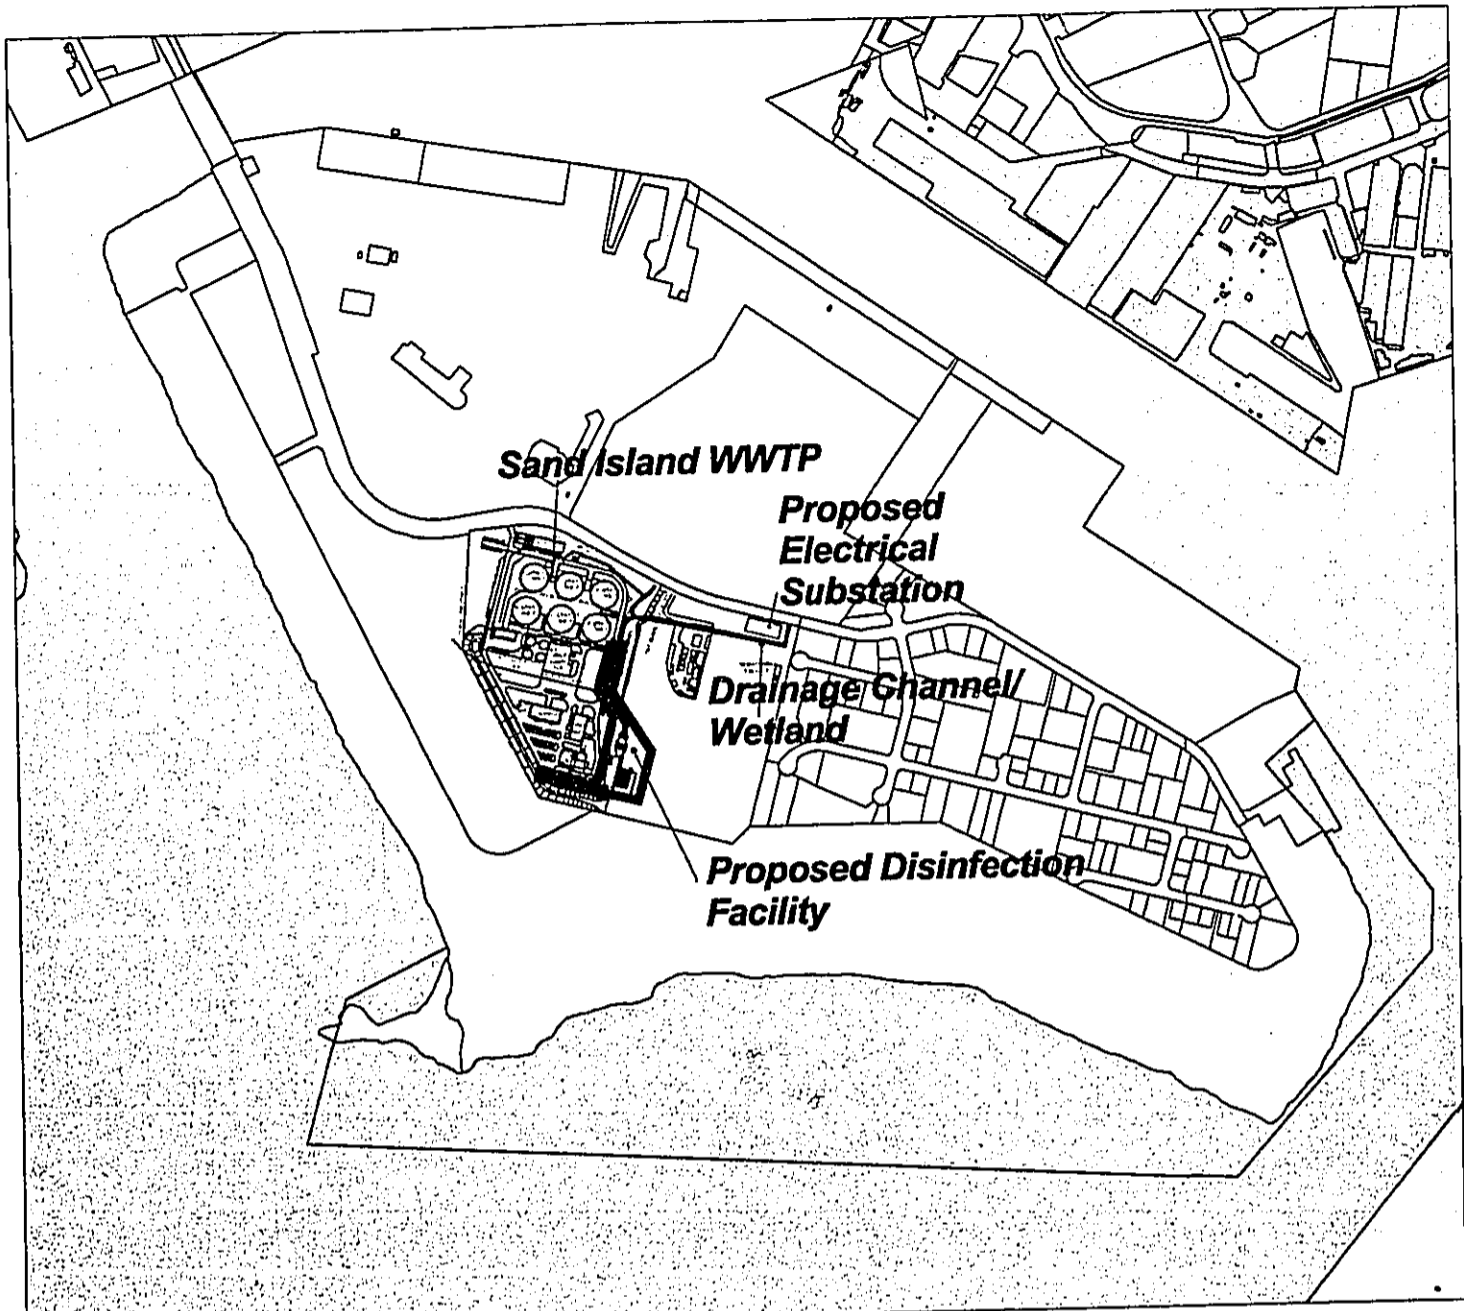 Sand Island WWTP
Proposed
Electrical
Substation
Drainage Channel/
Wetland
Proposed Disinfection
Facility